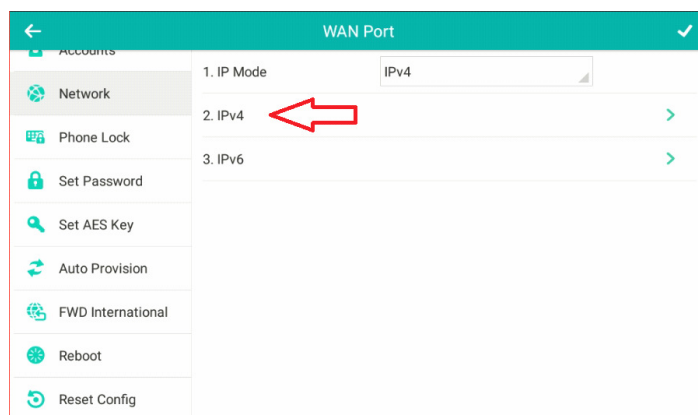 WAN Port
Accounts
Network
Phone Lock
Set Password
Set AES Key
Auto Provision
FWD International
Reboot
Reset Config
1. IP Mode
IPv4
2. IPv4
3. IPv6